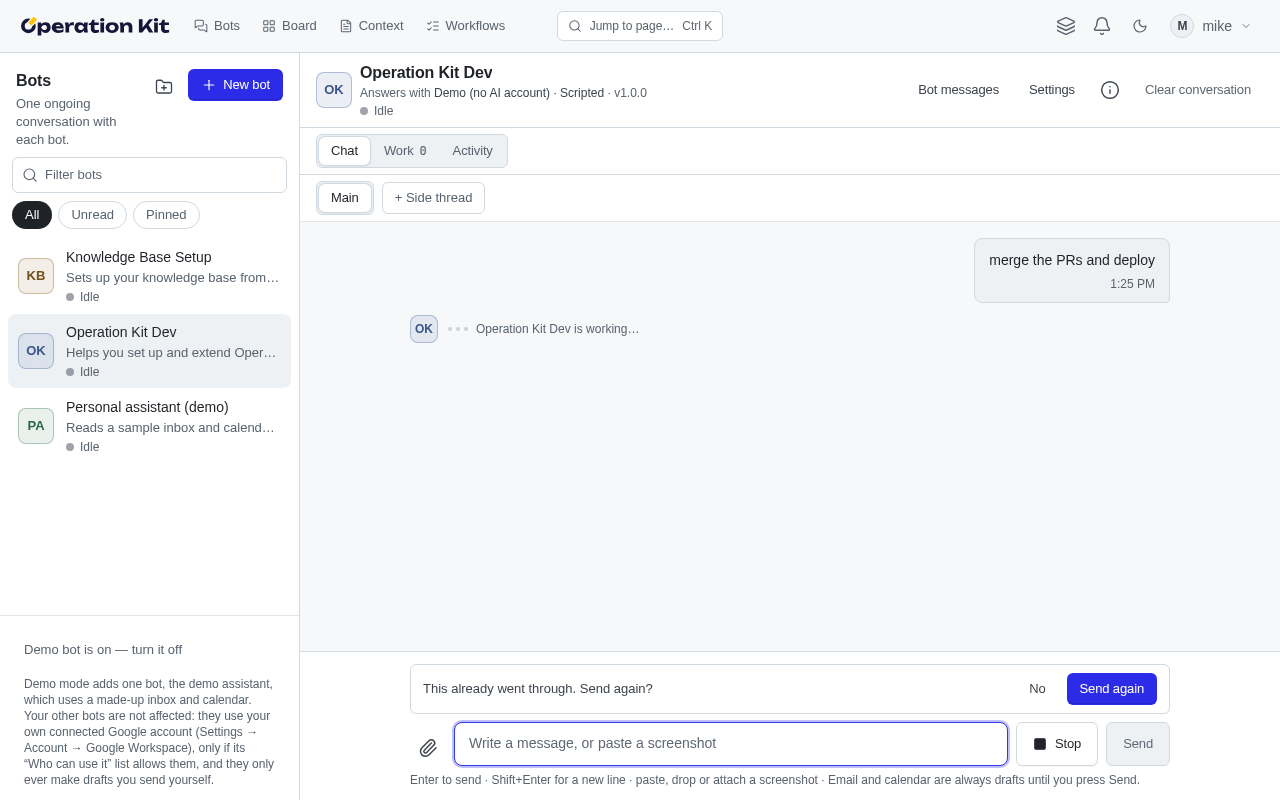 Operation Kit
Bots
Board
Context
Workflows
Jump to page… Ctrl K
M
mike
Bots
One ongoing
conversation with
each bot.
New bot
Filter bots
All
Unread
Pinned
KB
Knowledge Base Setup
Sets up your knowledge base from…
Idle
OK
Operation Kit Dev
Helps you set up and extend Oper…
Idle
PA
Personal assistant (demo)
Reads a sample inbox and calend…
Idle
Demo bot is on — turn it off
Demo mode adds one bot, the demo assistant,
which uses a made-up inbox and calendar.
Your other bots are not affected: they use your
own connected Google account (Settings →
Account → Google Workspace), only if its
“Who can use it” list allows them, and they only
ever make drafts you send yourself.
OK
Operation Kit Dev
Answers with Demo (no AI account) · Scripted · v1.0.0
Idle
Bot messages
Settings
Clear conversation
Chat
Work 0
Activity
Main
+ Side thread
merge the PRs and deploy
1:25 PM
OK
Operation Kit Dev is working…
This already went through. Send again?
No
Send again
Write a message, or paste a screenshot
Stop
Send
Enter to send · Shift+Enter for a new line · paste, drop or attach a screenshot · Email and calendar are always drafts until you press Send.